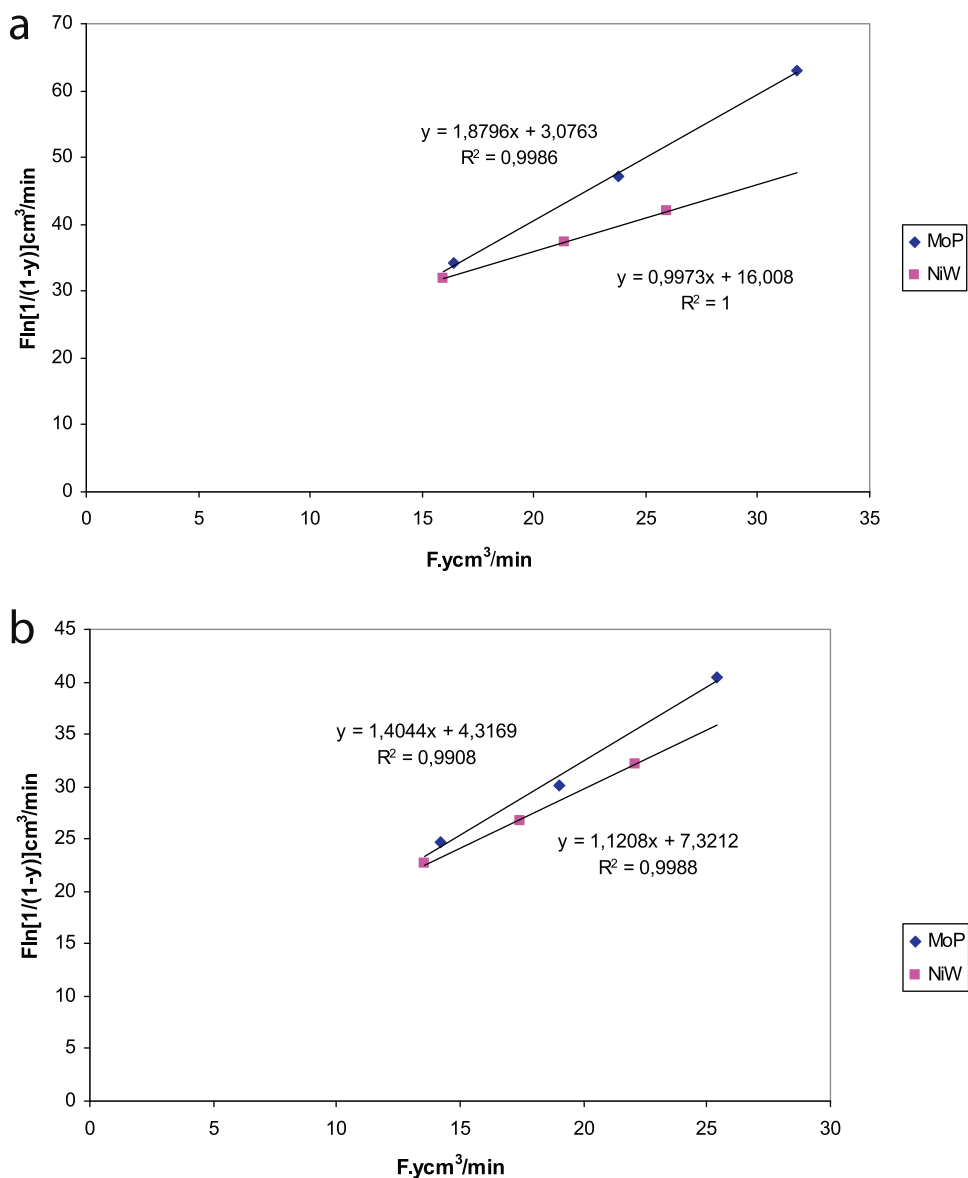 a
70
60
50
40
30
20
10
0
0 5 10 15 20 25 30 35
Fln[1/(1-y)]cm³/min
F.ycm³/min
y = 1,8796x + 3,0763
R² = 0,9986
y = 0,9973x + 16,008
R² = 1
MoP
NiW
b
45
40
35
30
25
20
15
10
5
0
0 5 10 15 20 25 30
Fln[1/(1-y)]cm³/min
F.ycm³/min
y = 1,4044x + 4,3169
R² = 0,9908
y = 1,1208x + 7,3212
R² = 0,9988
MoP
NiW